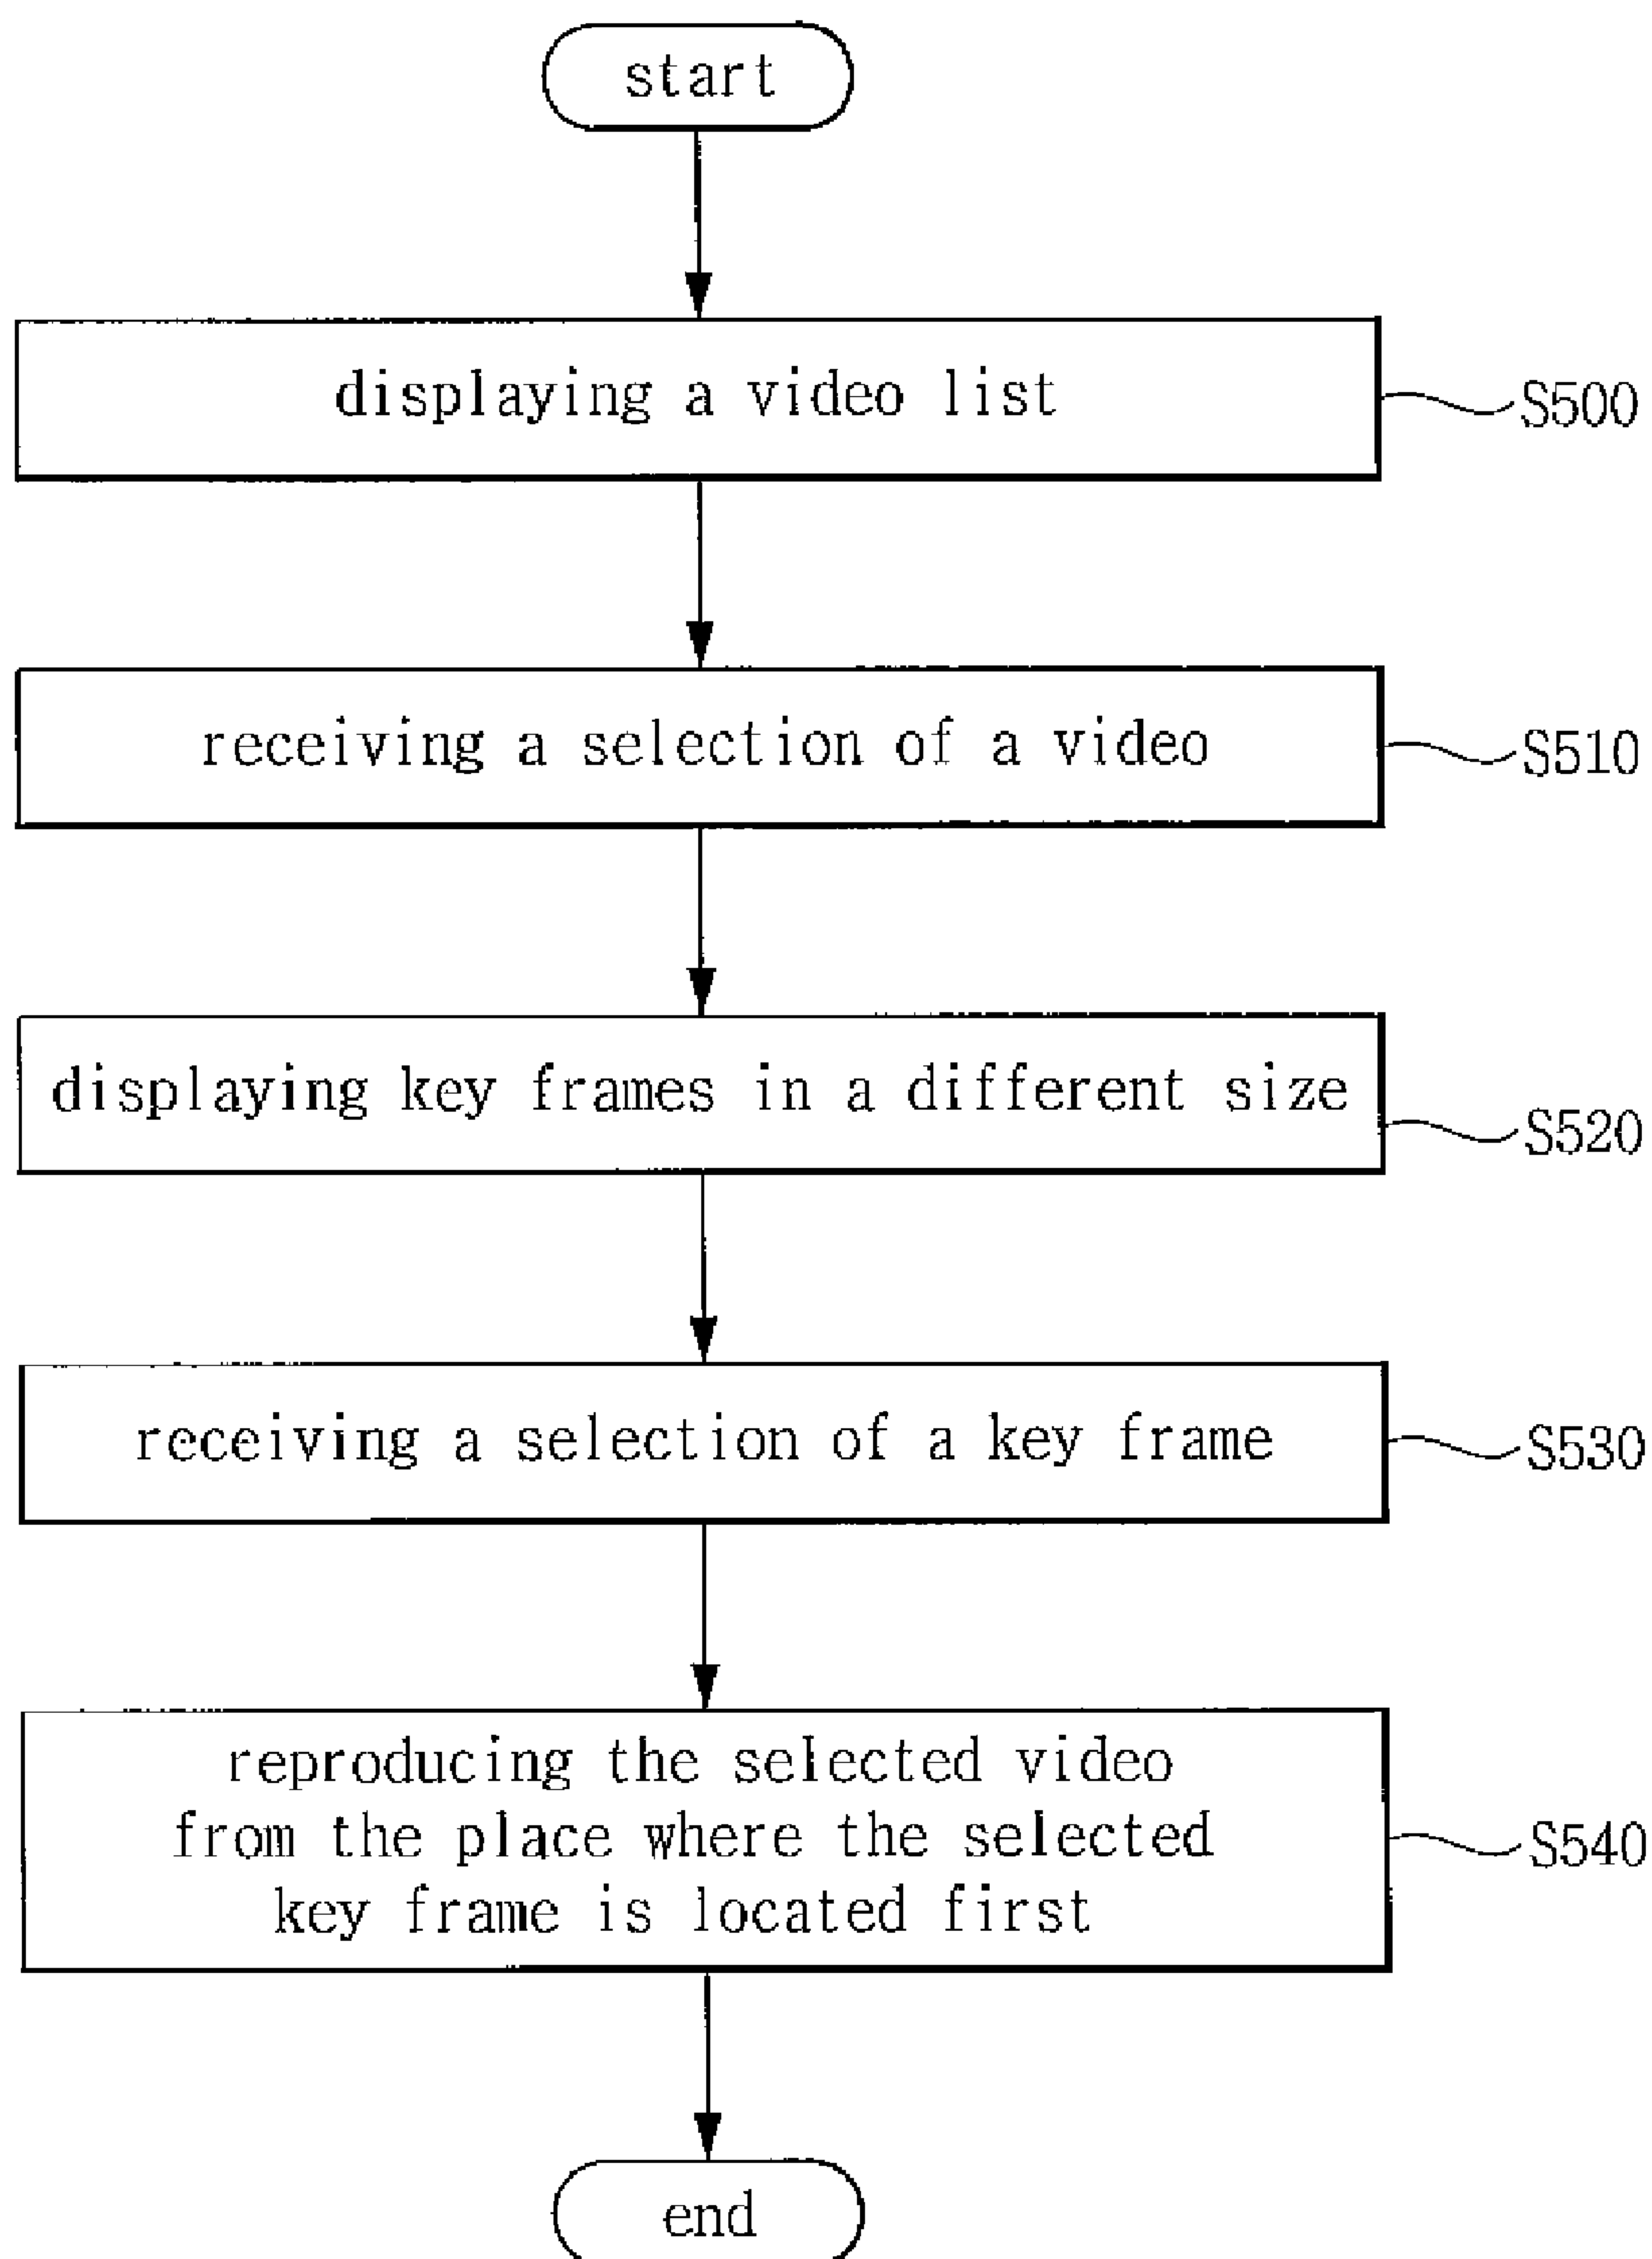 start
displaying a video list
S500
receiving a selection of a video
S510
displaying key frames in a different size
S520
receiving a selection of a key frame
S530
reproducing the selected video
from the place where the selected
key frame is located first
S540
end